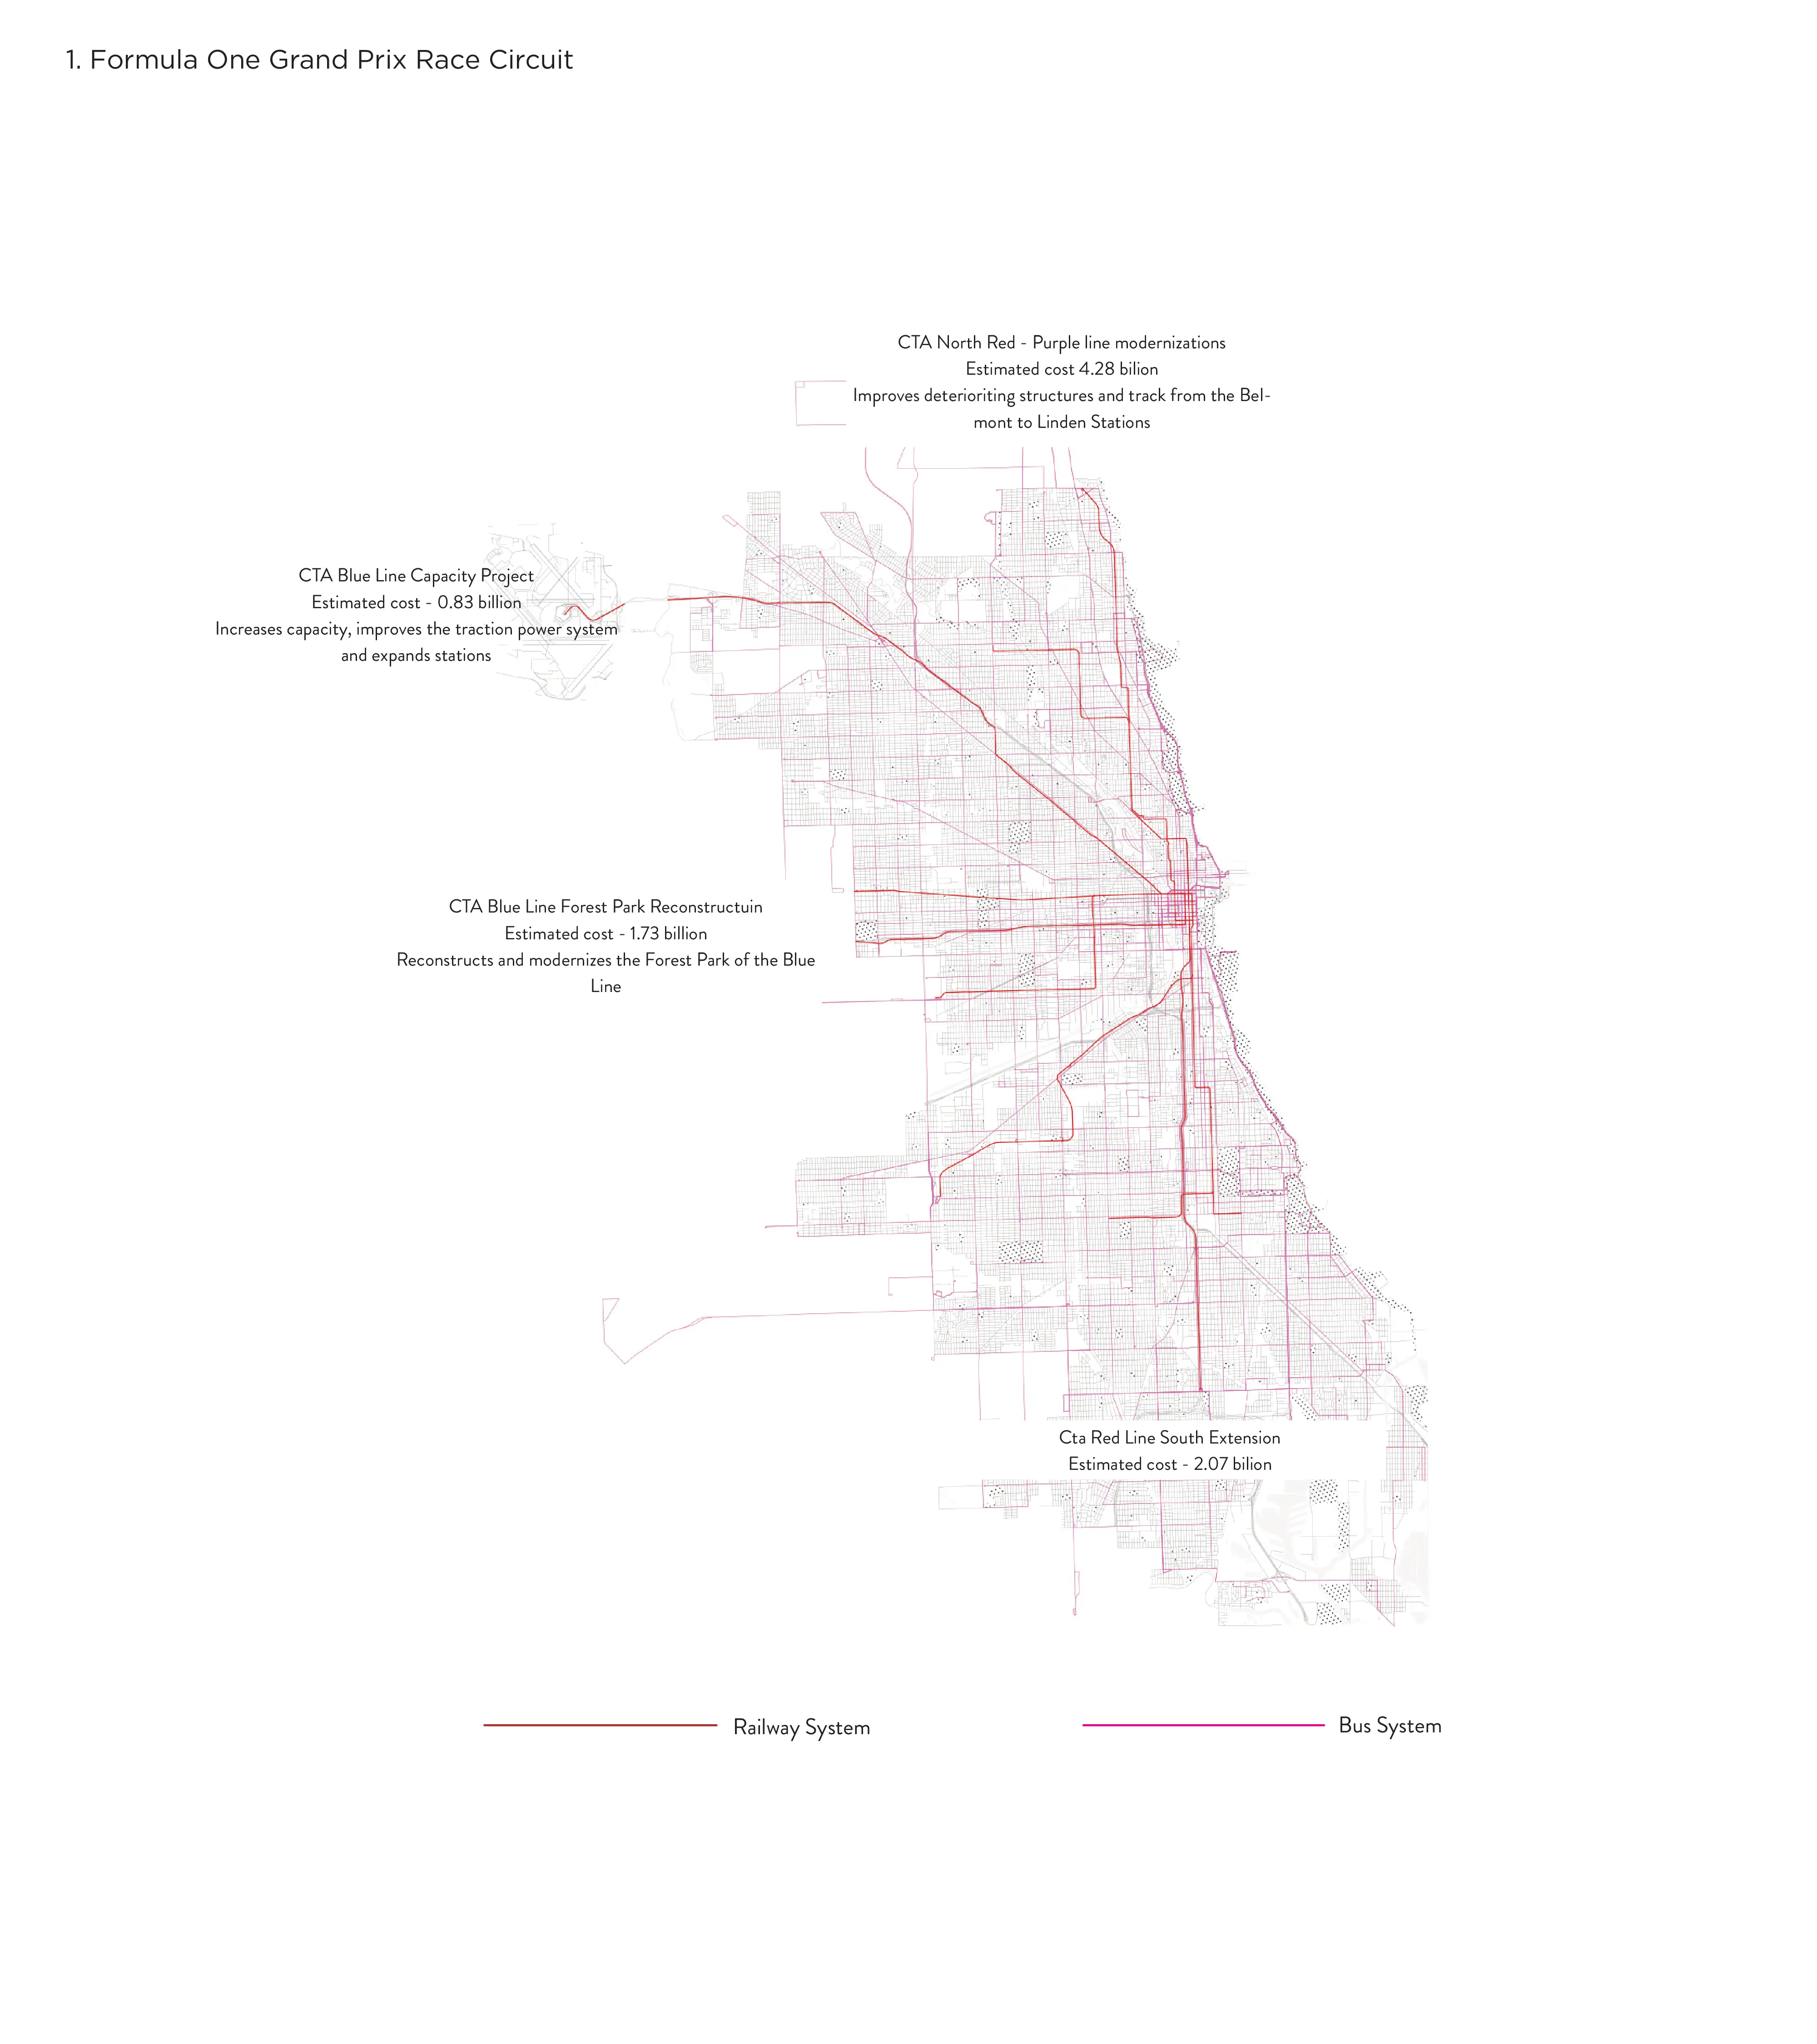 1. Formula One Grand Prix Race Circuit
CTA North Red - Purple line modernizations
Estimated cost 4.28 bilion
Improves deterioriting structures and track from the Bel-
mont to Linden Stations
CTA Blue Line Capacity Project
Estimated cost - 0.83 billion
Increases capacity, improves the traction power system
and expands stations
CTA Blue Line Forest Park Reconstructuin
Estimated cost - 1.73 billion
Reconstructs and modernizes the Forest Park of the Blue
Line
Cta Red Line South Extension
Estimated cost - 2.07 bilion
Railway System
Bus System